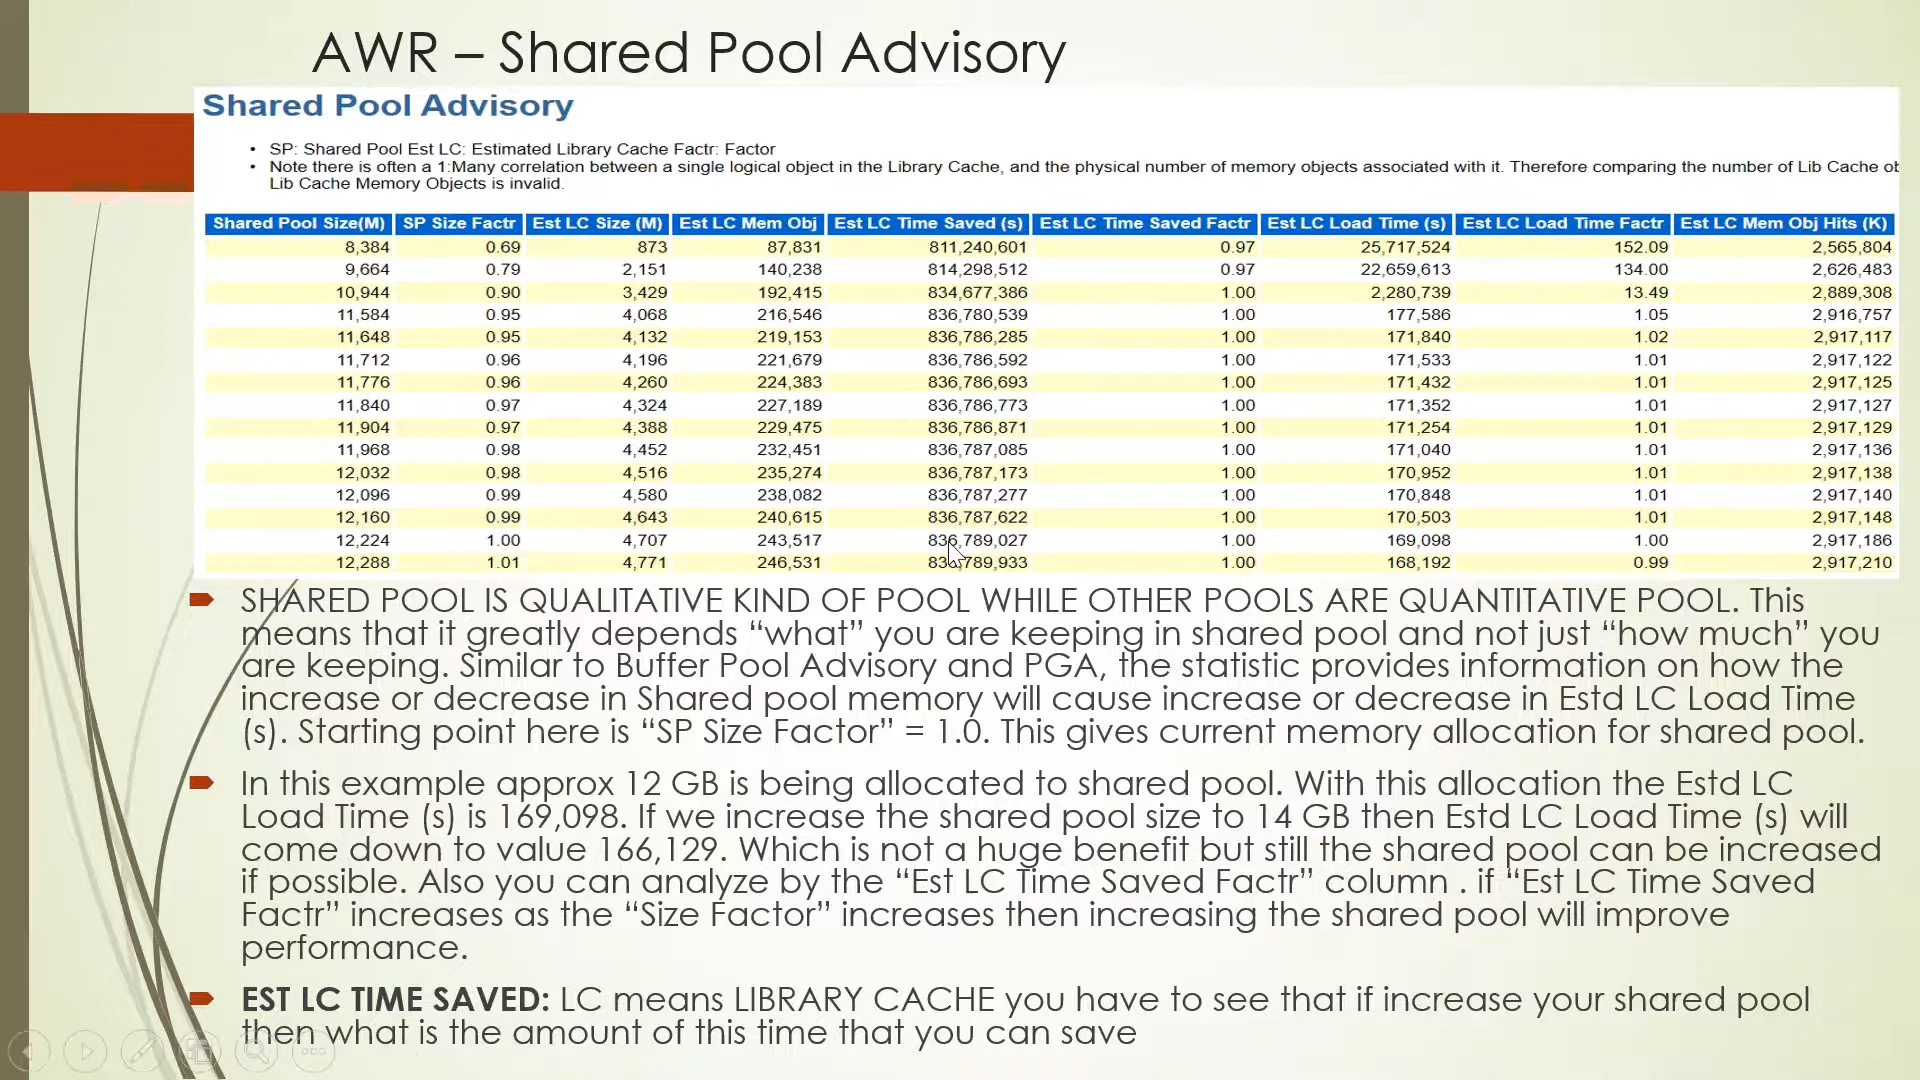 AWR – Shared Pool Advisory
Shared Pool Advisory
• SP: Shared Pool Est LC: Estimated Library Cache Factr: Factor
• Note there is often a 1:Many correlation between a single logical object in the Library Cache, and the physical number of memory objects associated with it. Therefore comparing the number of Lib Cache ob
Lib Cache Memory Objects is invalid.
Shared Pool Size(M) SP Size Factr Est LC Size (M) Est LC Mem Obj Est LC Time Saved (s) Est LC Time Saved Factr Est LC Load Time (s) Est LC Load Time Factr Est LC Mem Obj Hits (K)
8,384 0.69 873 87,831 811,240,601 0.97 25,717,524 152.09 2,565,804
9,664 0.79 2,151 140,238 814,298,512 0.97 22,659,613 134.00 2,626,483
10,944 0.90 3,429 192,415 834,677,386 1.00 2,280,739 13.49 2,889,308
11,584 0.95 4,068 216,546 836,780,539 1.00 177,586 1.05 2,916,757
11,648 0.95 4,132 219,153 836,786,285 1.00 171,840 1.02 2,917,117
11,712 0.96 4,196 221,679 836,786,592 1.00 171,533 1.01 2,917,122
11,776 0.96 4,260 224,383 836,786,693 1.00 171,432 1.01 2,917,125
11,840 0.97 4,324 227,189 836,786,773 1.00 171,352 1.01 2,917,127
11,904 0.97 4,388 229,475 836,786,871 1.00 171,254 1.01 2,917,129
11,968 0.98 4,452 232,451 836,787,085 1.00 171,040 1.01 2,917,136
12,032 0.98 4,516 235,274 836,787,173 1.00 170,952 1.01 2,917,138
12,096 0.99 4,580 238,082 836,787,277 1.00 170,848 1.01 2,917,140
12,160 0.99 4,643 240,615 836,787,622 1.00 170,503 1.01 2,917,148
12,224 1.00 4,707 243,517 836,789,027 1.00 169,098 1.00 2,917,186
12,288 1.01 4,771 246,531 836,789,933 1.00 168,192 0.99 2,917,210
SHARED POOL IS QUALITATIVE KIND OF POOL WHILE OTHER POOLS ARE QUANTITATIVE POOL. This
means that it greatly depends “what” you are keeping in shared pool and not just “how much” you
are keeping. Similar to Buffer Pool Advisory and PGA, the statistic provides information on how the
increase or decrease in Shared pool memory will cause increase or decrease in Estd LC Load Time
(s). Starting point here is “SP Size Factor” = 1.0. This gives current memory allocation for shared pool.
In this example approx 12 GB is being allocated to shared pool. With this allocation the Estd LC
Load Time (s) is 169,098. If we increase the shared pool size to 14 GB then Estd LC Load Time (s) will
come down to value 166,129. Which is not a huge benefit but still the shared pool can be increased
if possible. Also you can analyze by the “Est LC Time Saved Factr” column . if “Est LC Time Saved
Factr” increases as the “Size Factor” increases then increasing the shared pool will improve
performance.
EST LC TIME SAVED: LC means LIBRARY CACHE you have to see that if increase your shared pool
then what is the amount of this time that you can save